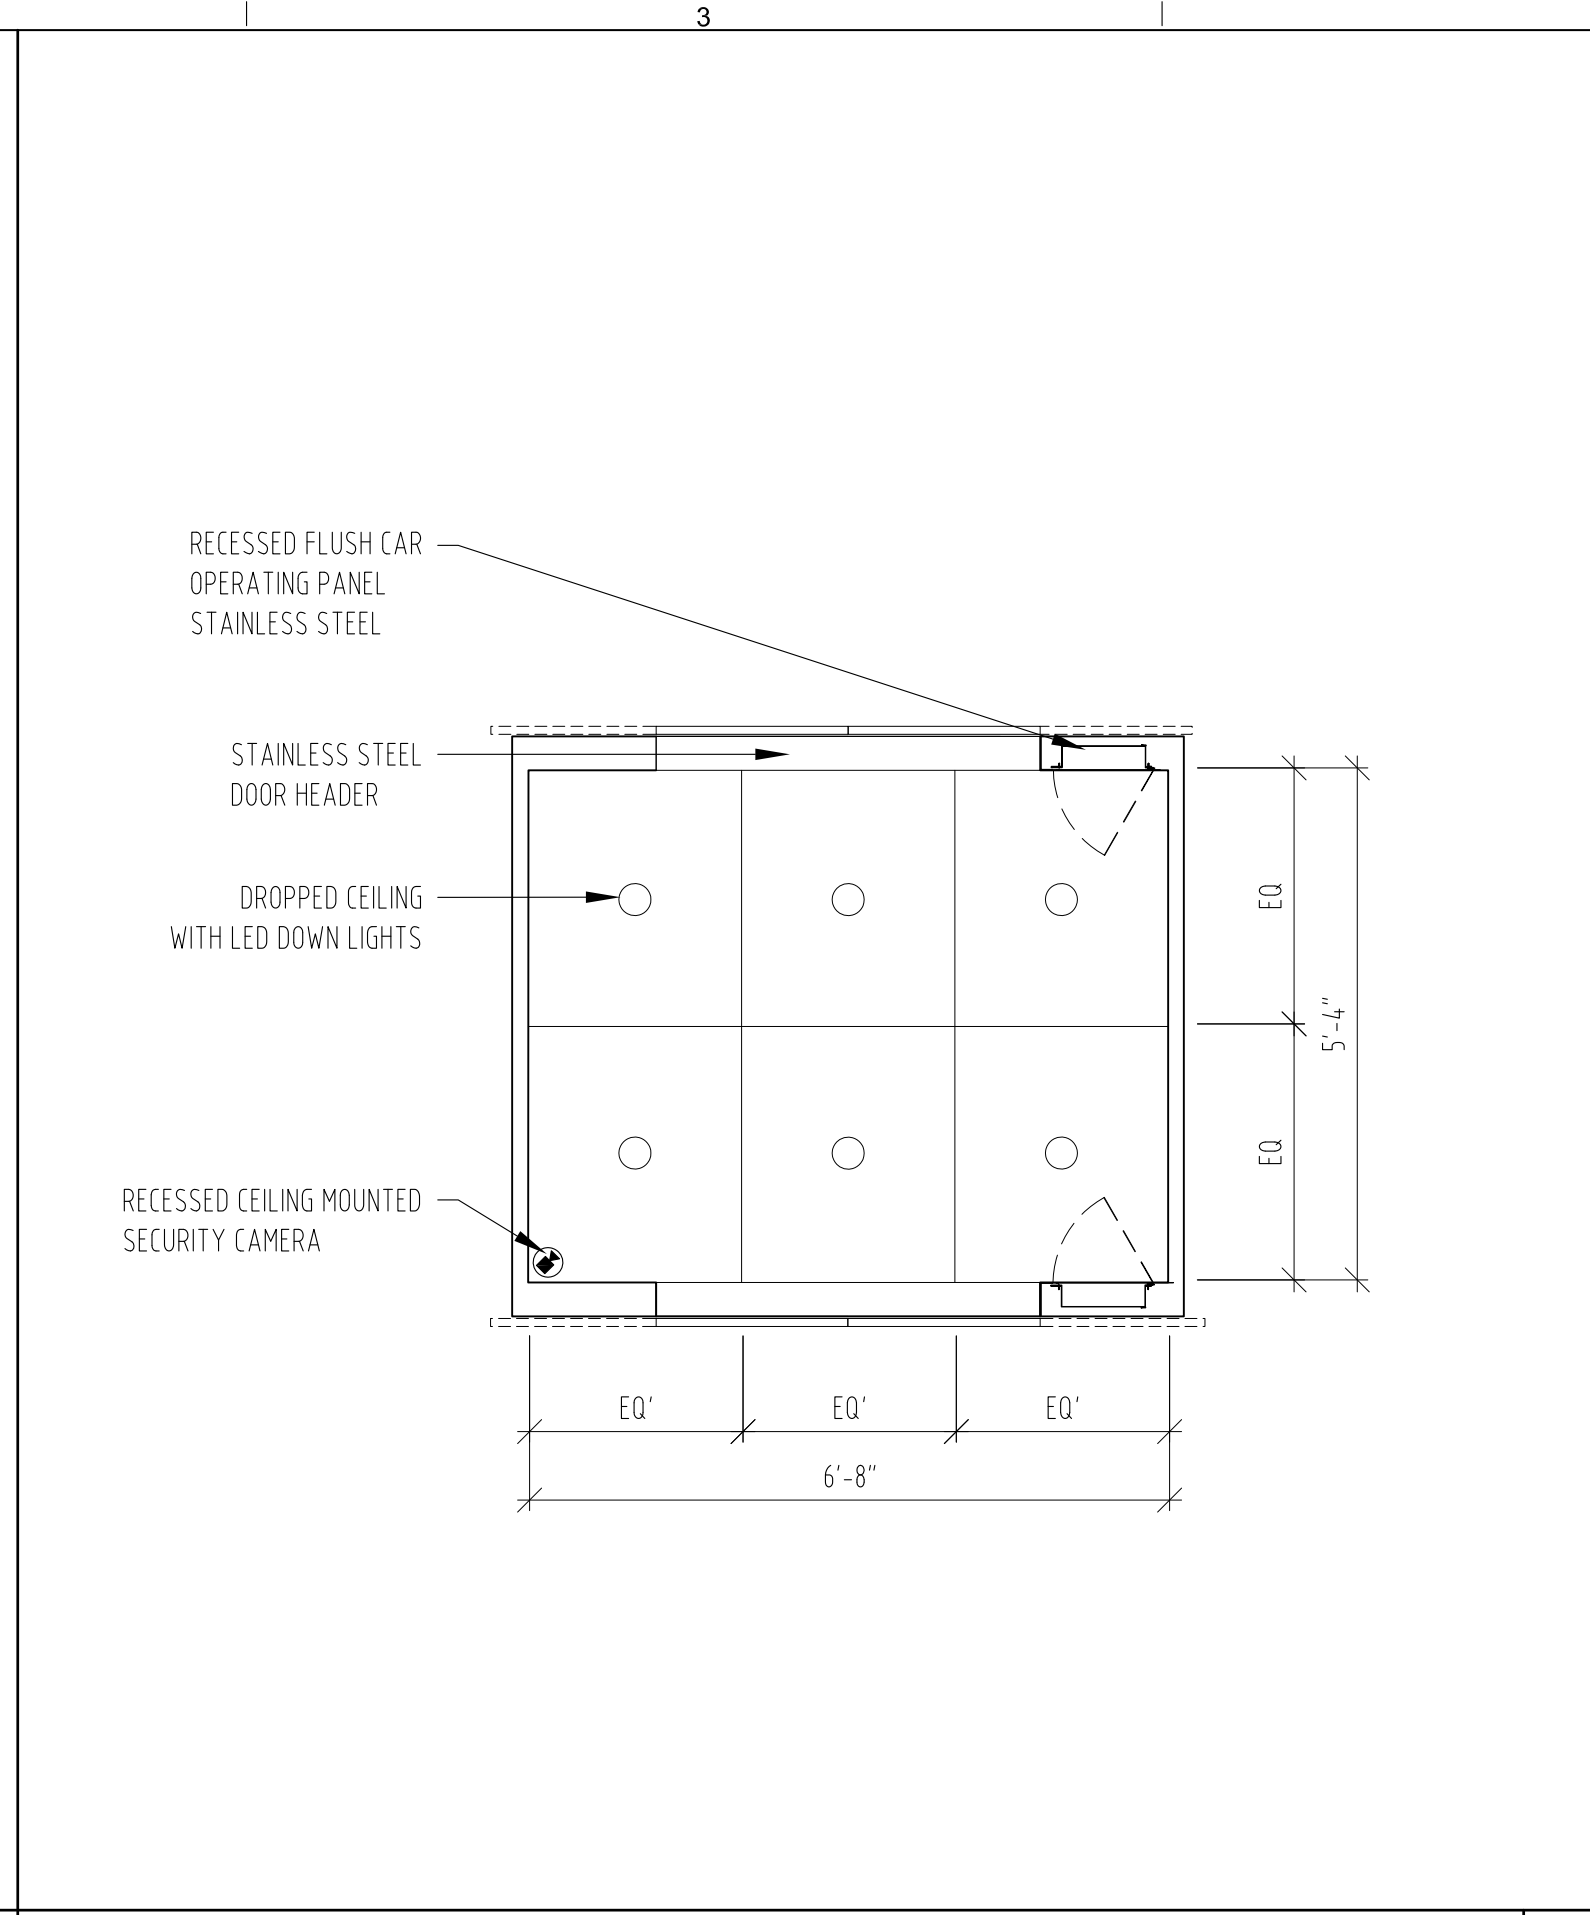 3
RECESSED FLUSH CAR
OPERATING PANEL
STAINLESS STEEL
STAINLESS STEEL
DOOR HEADER
DROPPED CEILING
WITH LED DOWN LIGHTS
EQ
5'-4"
EQ
RECESSED CEILING MOUNTED
SECURITY CAMERA
EQ' EQ' EQ'
6'-8"